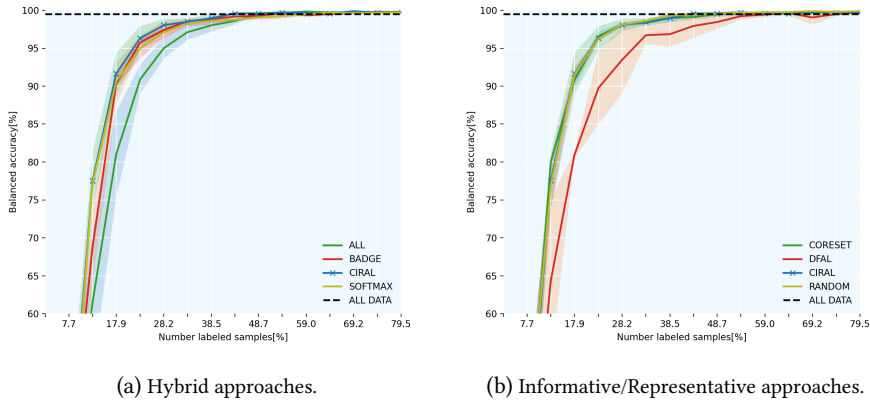 100
95
90
85
80
75
70
65
60
Balanced accuracy[%]
ALL
BADGE
CIRAL
SOFTMAX
ALL DATA
7.7 17.9 28.2 38.5 48.7 59.0 69.2 79.5
Number labeled samples[%]
(a) Hybrid approaches.
100
95
90
85
80
75
70
65
60
Balanced accuracy[%]
CORESET
DFAL
CIRAL
RANDOM
ALL DATA
7.7 17.9 28.2 38.5 48.7 59.0 69.2 79.5
Number labeled samples[%]
(b) Informative/Representative approaches.